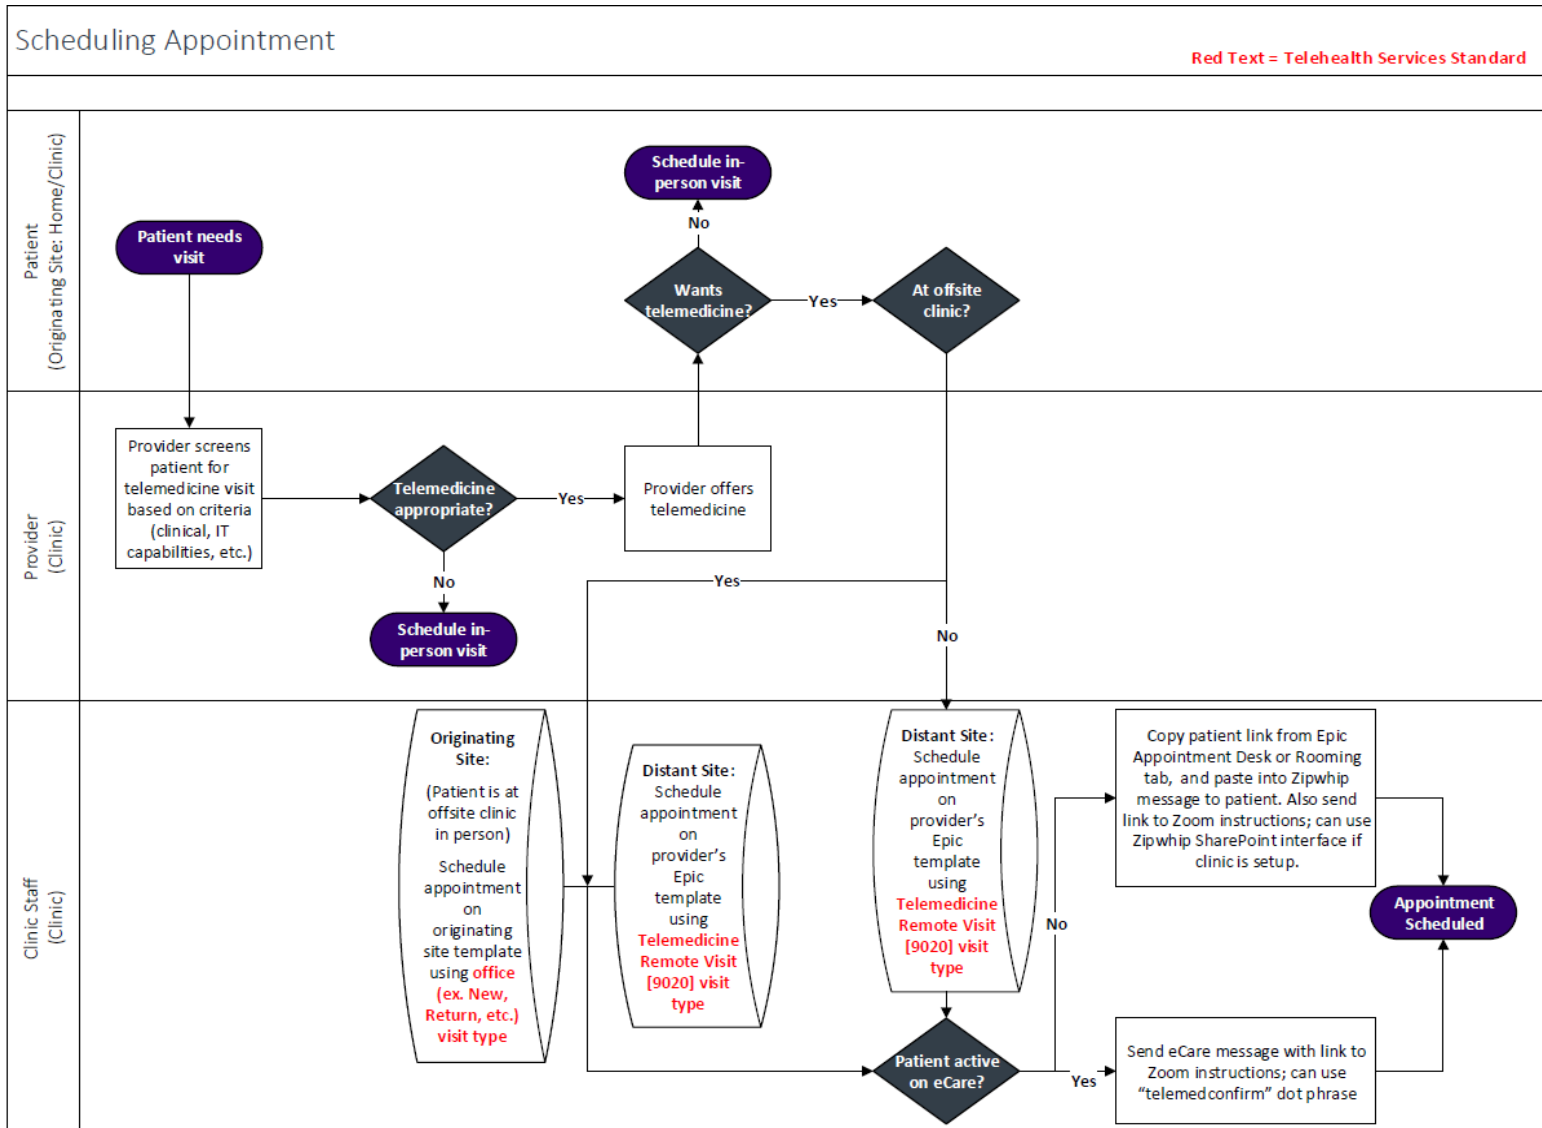 Scheduling Appointment
Red Text = Telehealth Services Standard
Patient
(Originating Site: Home/Clinic)
Patient needs
visit
Schedule in-
person visit
No
Wants
telemedicine?
Yes
At offsite
clinic?
Provider
(Clinic)
Provider screens
patient for
telemedicine visit
based on criteria
(clinical, IT
capabilities, etc.)
Telemedicine
appropriate?
Yes
Provider offers
telemedicine
No
Schedule in-
person visit
Yes
No
Clinic Staff
(Clinic)
Originating
Site:
(Patient is at
offsite clinic
in person)
Schedule
appointment
on
originating
site template
using office
(ex. New,
Return, etc.)
visit type
Distant Site:
Schedule
appointment
on
provider's
Epic
template
using
Telemedicine
Remote Visit
[9020] visit
type
Distant Site:
Schedule
appointment
on
provider's
Epic
template
using
Telemedicine
Remote Visit
[9020] visit
type
Patient active
on eCare?
No
Yes
Copy patient link from Epic
Appointment Desk or Rooming
tab, and paste into Zipwhip
message to patient. Also send
link to Zoom instructions; can use
Zipwhip SharePoint interface if
clinic is setup.
Send eCare message with link to
Zoom instructions; can use
“telemedconfirm” dot phrase
Appointment
Scheduled